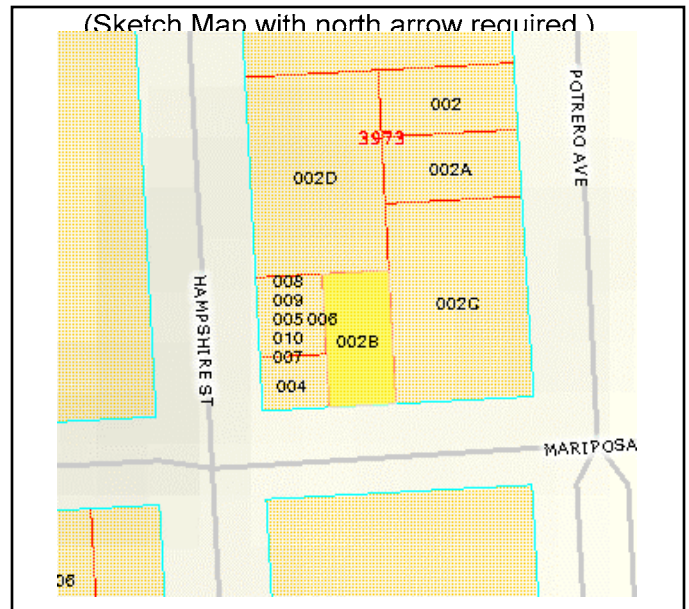 (Sketch Map with north arrow required.)
002
3973
002A
002D
POTRERO AVE
HAMPSHIRE ST
008
009
005 006
010
007
004
002B
002C
MARIPOSA
06